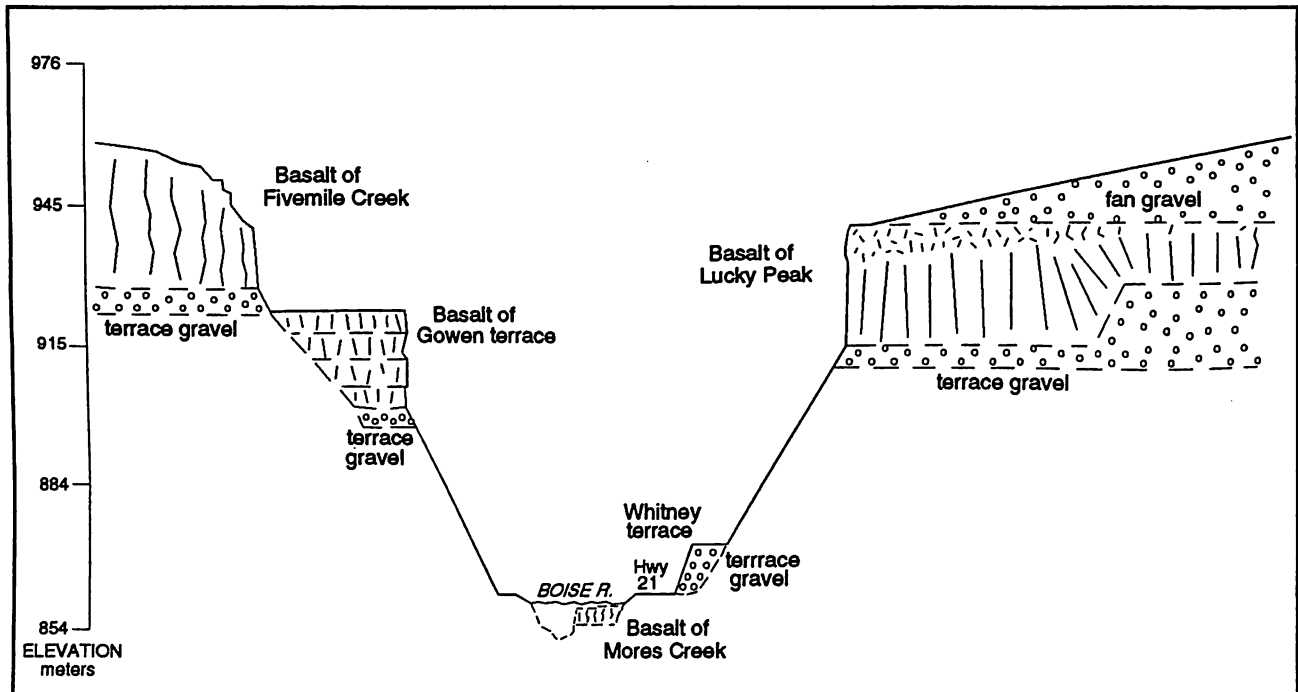 976
945
915
884
854
ELEVATION
meters
Basalt of
Fivemile Creek
terrace gravel
Basalt of
Gowen terrace
terrace
gravel
BOISE R.
Basalt of
Mores Creek
Hwy
21
Whitney
terrace
terrrace
gravel
Basalt of
Lucky Peak
fan gravel
terrace gravel